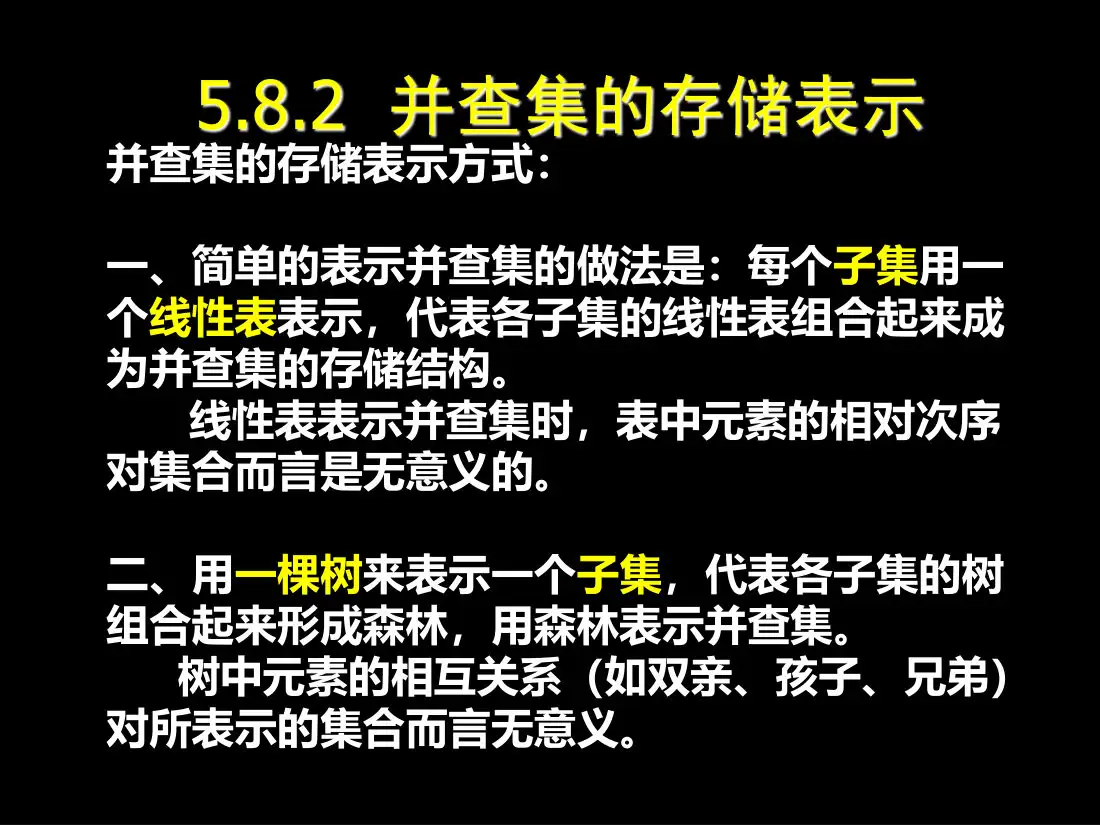 5.8.2 并查集的存储表示
并查集的存储表示方式：
一、简单的表示并查集的做法是：每个子集用一
个线性表表示，代表各子集的线性表组合起来成
为并查集的存储结构。
线性表表示并查集时，表中元素的相对次序
对集合而言是无意义的。
二、用一棵树来表示一个子集，代表各子集的树
组合起来形成森林，用森林表示并查集。
树中元素的相互关系（如双亲、孩子、兄弟）
对所表示的集合而言无意义。